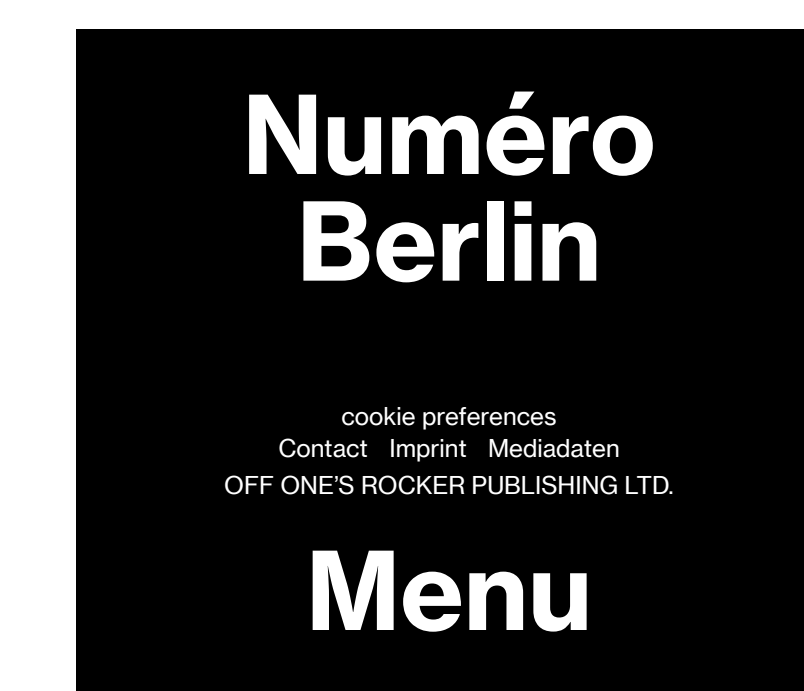 Numéro
Berlin
cookie preferences
Contact Imprint Mediadaten
OFF ONE’S ROCKER PUBLISHING LTD.
Menu